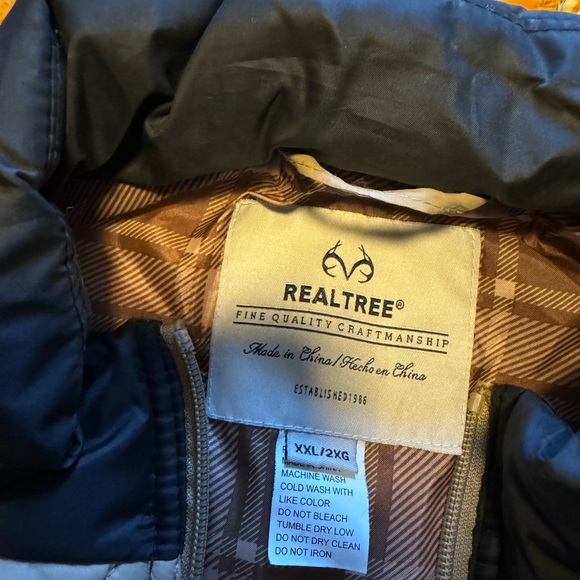 REALTREE®
FINE QUALITY CRAFTMANSHIP
Made in China/Hecho en China
ESTABLISHED 1986
XXL/2XG
MACHINE WASH
COLD WASH WITH
LIKE COLOR
DO NOT BLEACH
TUMBLE DRY LOW
DO NOT DRY CLEAN
DO NOT IRON